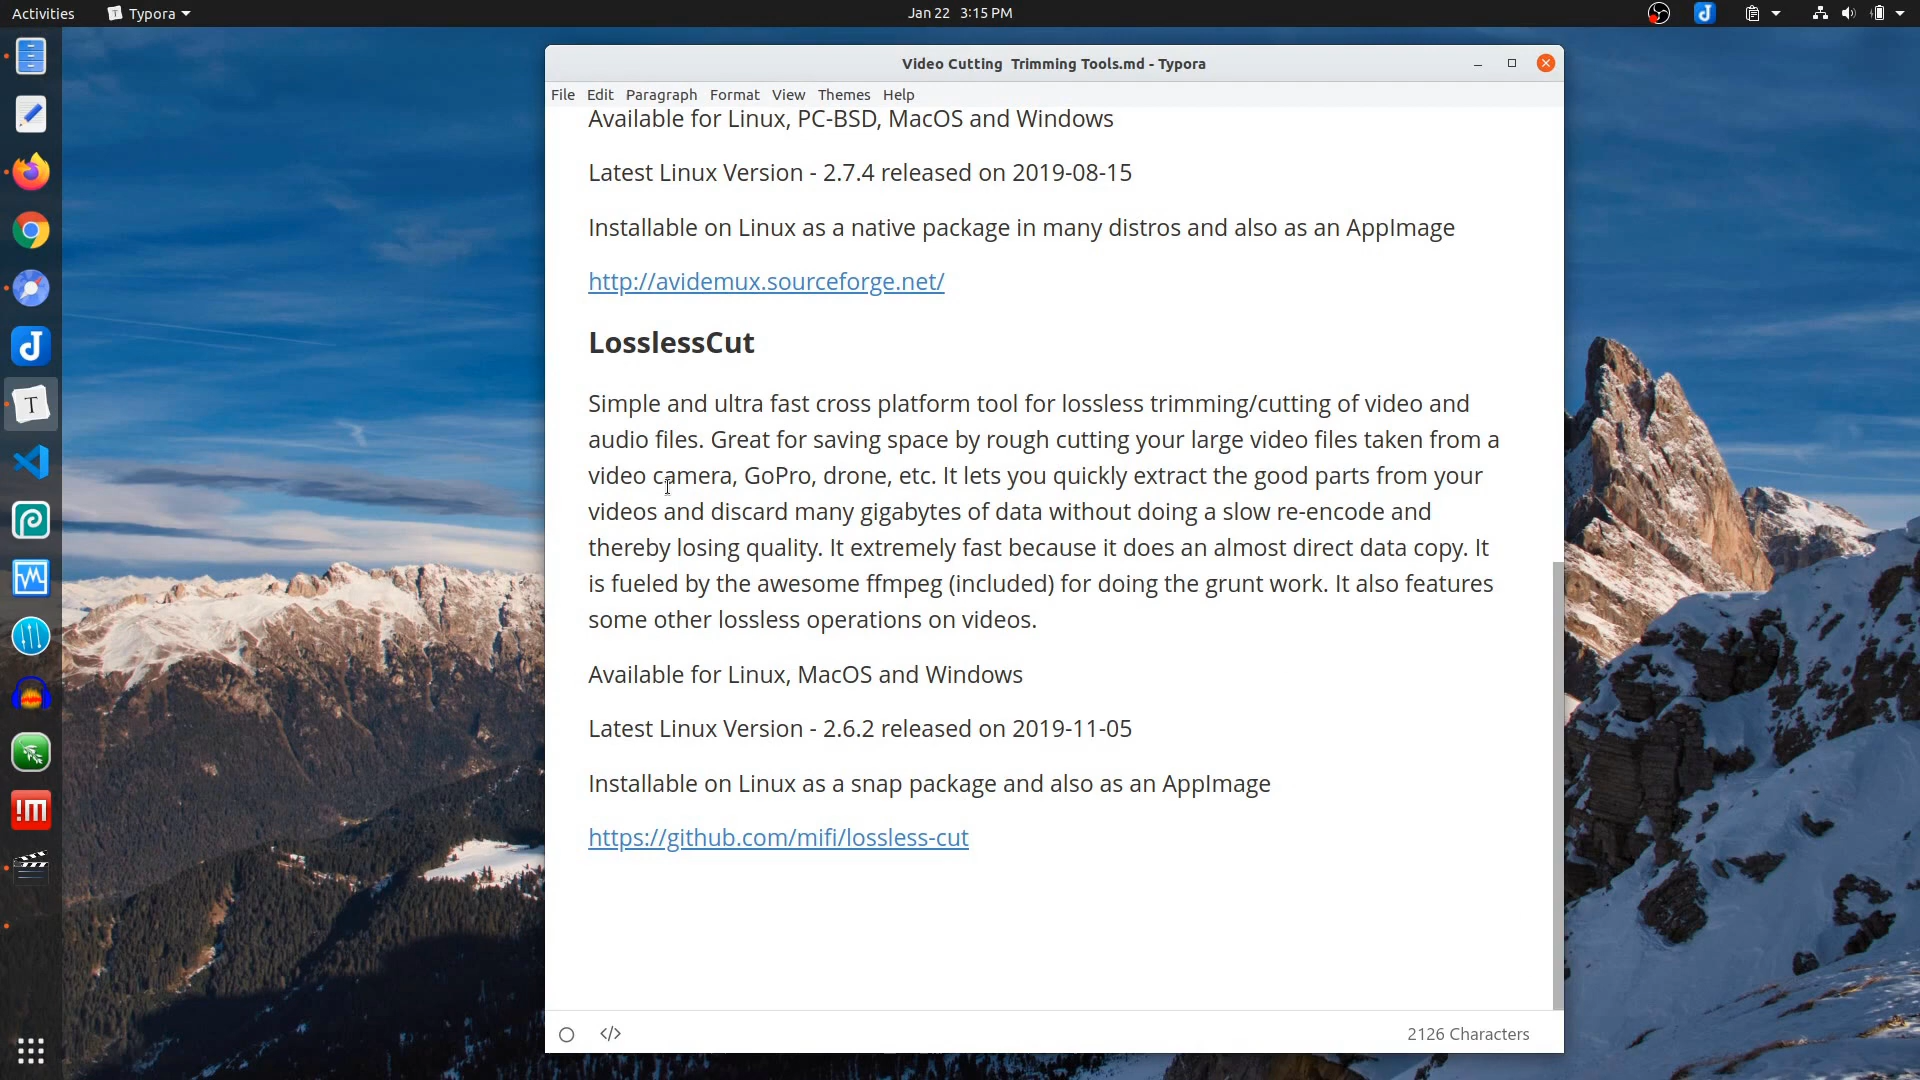 Activities Typora Jan 22 3:15 PM
Video Cutting Trimming Tools.md - Typora
File Edit Paragraph Format View Themes Help
Available for Linux, PC-BSD, MacOS and Windows
Latest Linux Version - 2.7.4 released on 2019-08-15
Installable on Linux as a native package in many distros and also as an AppImage
http://avidemux.sourceforge.net/
LosslessCut
Simple and ultra fast cross platform tool for lossless trimming/cutting of video and
audio files. Great for saving space by rough cutting your large video files taken from a
video camera, GoPro, drone, etc. It lets you quickly extract the good parts from your
videos and discard many gigabytes of data without doing a slow re-encode and
thereby losing quality. It extremely fast because it does an almost direct data copy. It
is fueled by the awesome ffmpeg (included) for doing the grunt work. It also features
some other lossless operations on videos.
Available for Linux, MacOS and Windows
Latest Linux Version - 2.6.2 released on 2019-11-05
Installable on Linux as a snap package and also as an AppImage
https://github.com/mifi/lossless-cut
</> 2126 Characters